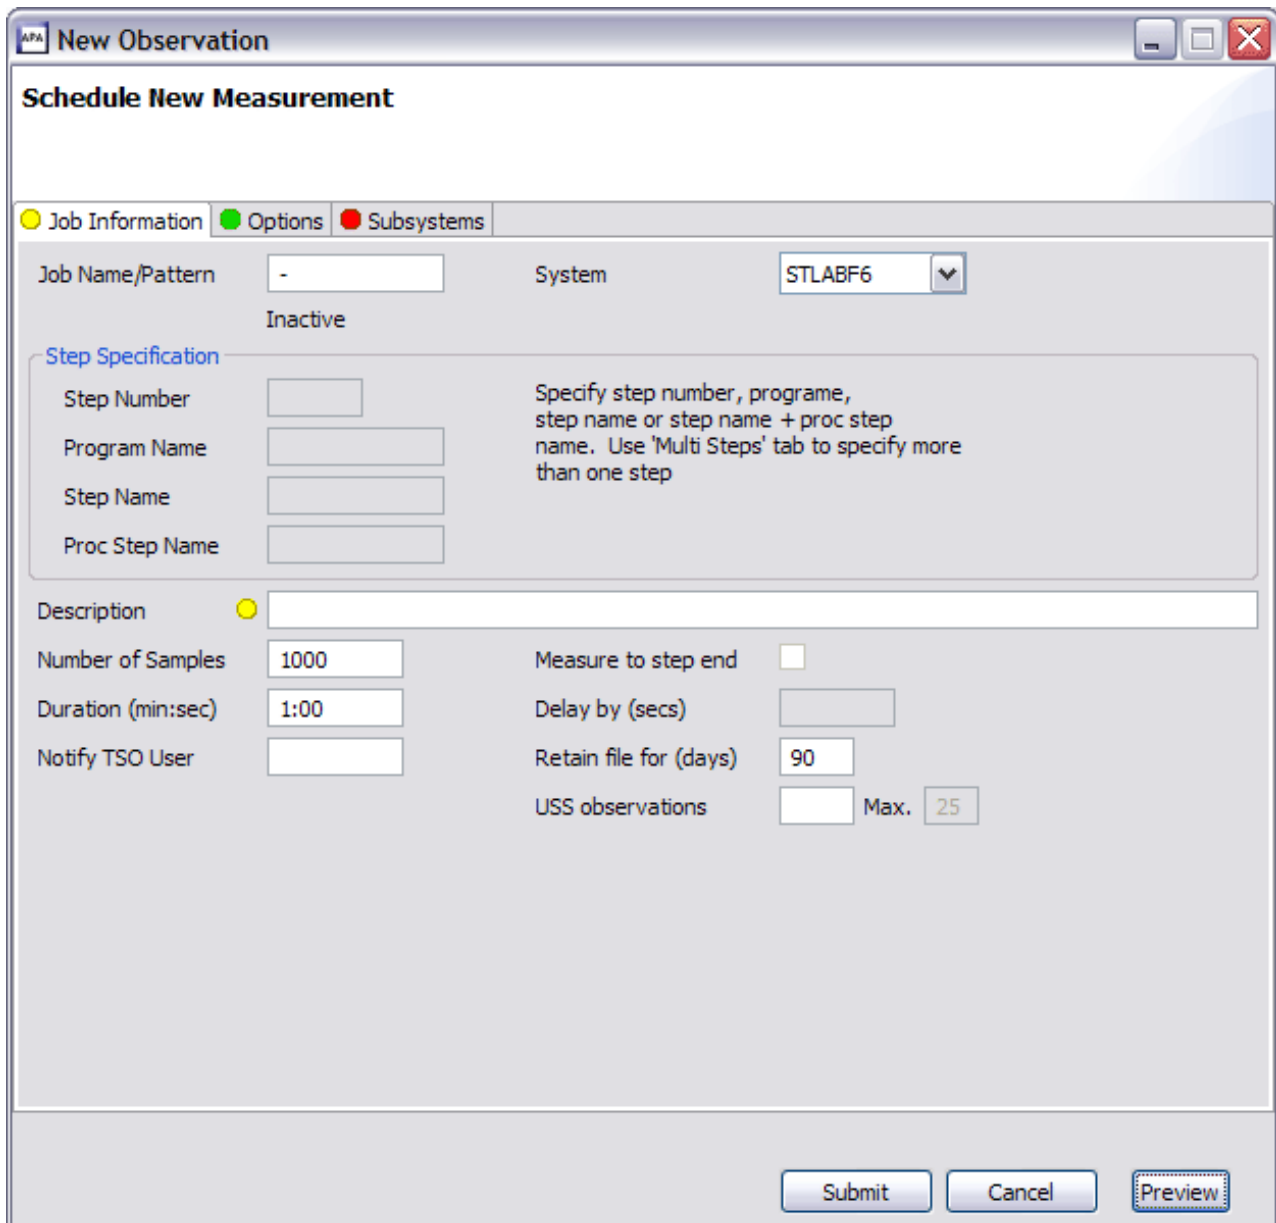 APA New Observation
Schedule New Measurement
Job Information Options Subsystems
Job Name/Pattern - System STLABF6
Inactive
Step Specification
Step Number
Program Name
Step Name
Proc Step Name
Specify step number, programe,
step name or step name + proc step
name. Use 'Multi Steps' tab to specify more
than one step
Description
Number of Samples 1000 Measure to step end
Duration (min:sec) 1:00 Delay by (secs)
Notify TSO User Retain file for (days) 90
USS observations Max. 25
Submit Cancel Preview